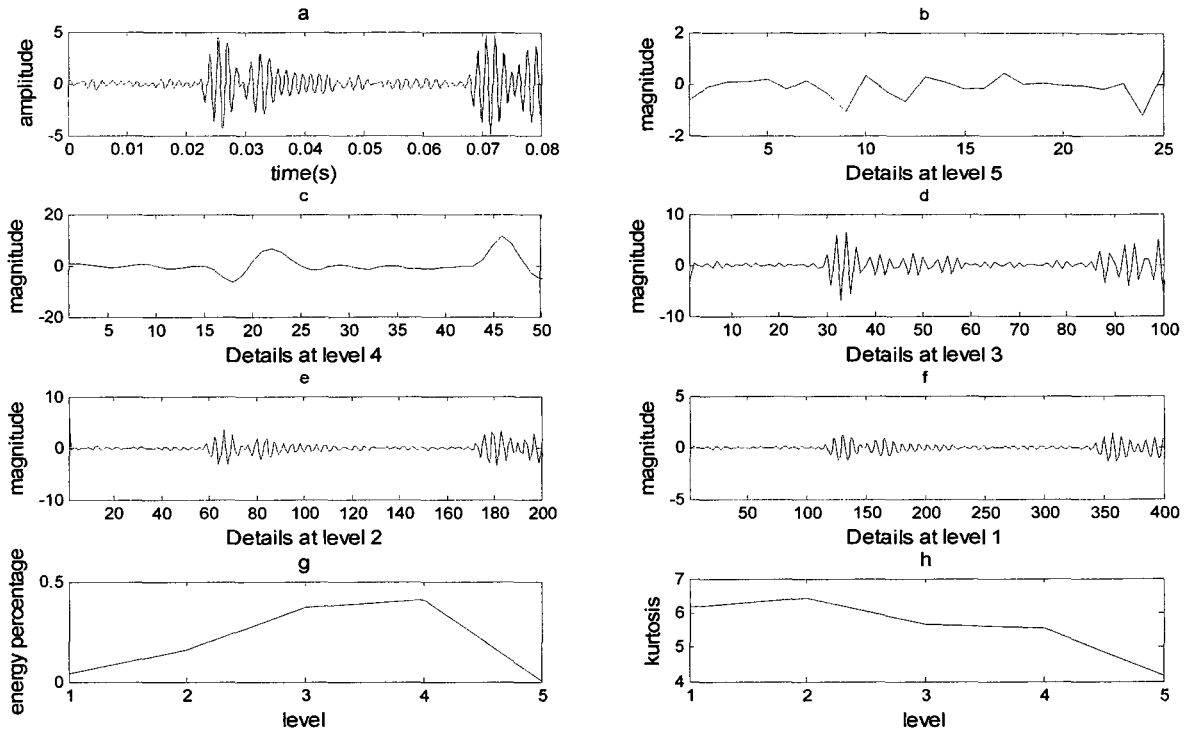 a
5
0
-5
amplitude
0 0.01 0.02 0.03 0.04 0.05 0.06 0.07 0.08
time(s)
b
2
0
-2
magnitude
5 10 15 20 25
Details at level 5
c
20
0
-20
magnitude
5 10 15 20 25 30 35 40 45 50
Details at level 4
d
10
0
-10
magnitude
10 20 30 40 50 60 70 80 90 100
Details at level 3
e
10
0
-10
magnitude
20 40 60 80 100 120 140 160 180 200
Details at level 2
f
5
0
-5
magnitude
50 100 150 200 250 300 350 400
Details at level 1
g
0.5
0
energy percentage
1 2 3 4 5
level
h
7
6
5
4
kurtosis
1 2 3 4 5
level